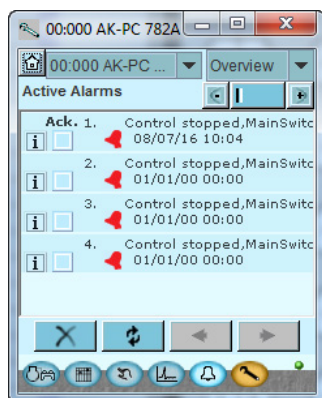 00:000 AK-PC 782A
00:000 AK-PC ... Overview
Active Alarms
Ack. 1. Control stopped,MainSwitc
i 08/07/16 10:04
2. Control stopped,MainSwitc
i 01/01/00 00:00
3. Control stopped,MainSwitc
i 01/01/00 00:00
4. Control stopped,MainSwitc
i 01/01/00 00:00